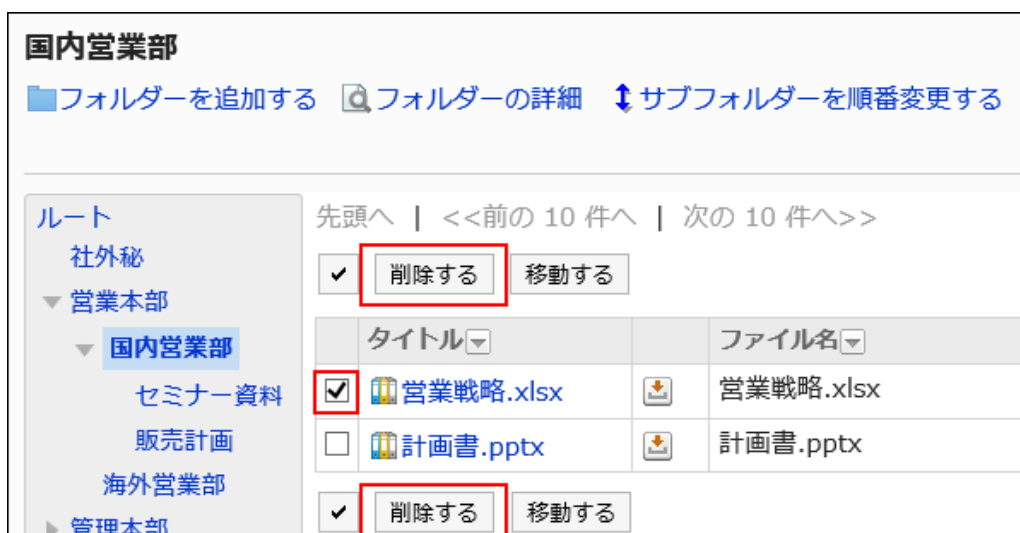 国内営業部
フォルダーを追加する フォルダーの詳細 サブフォルダーを順番変更する
ルート
社外秘
営業本部
国内営業部
セミナー資料
販売計画
海外営業部
管理本部
先頭へ | <<前の 10 件へ | 次の 10 件へ>>
削除する 移動する
タイトル ファイル名
営業戦略.xlsx 営業戦略.xlsx
計画書.pptx 計画書.pptx
削除する 移動する